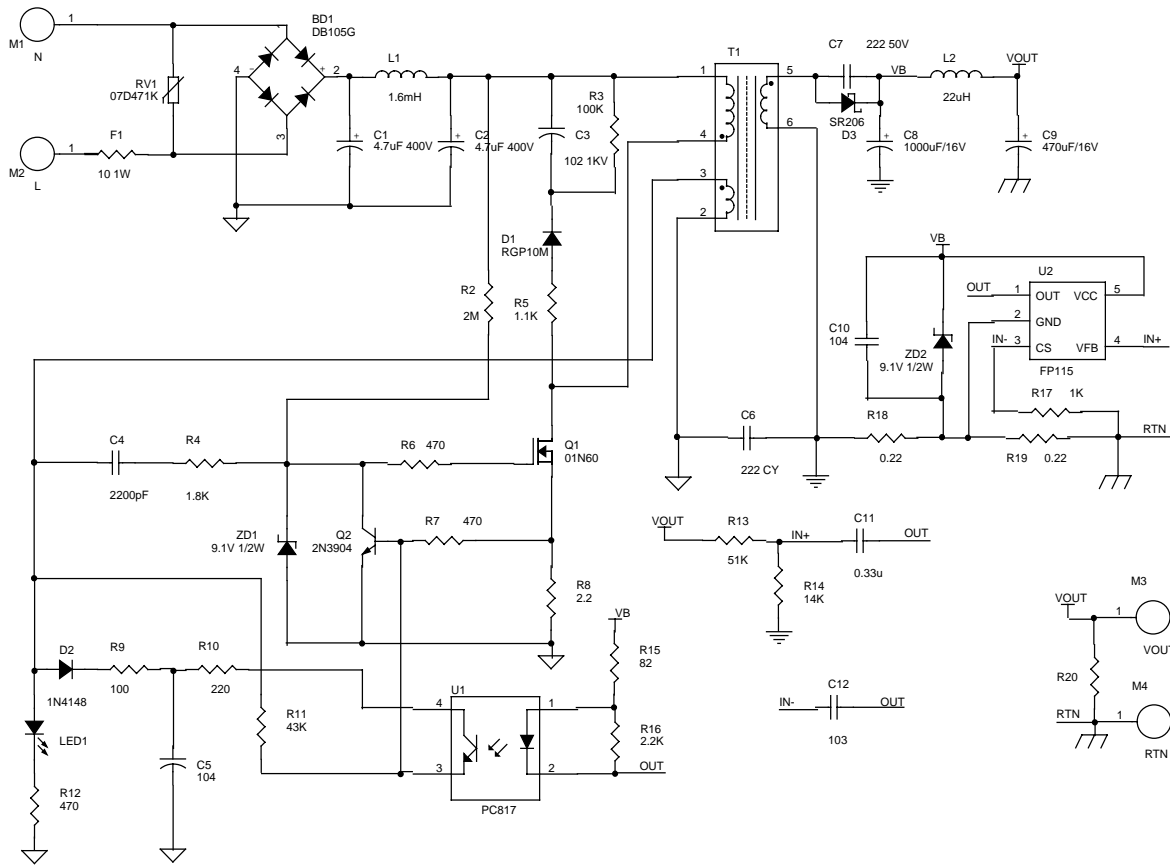 M1
1
N
BD1
DB105G
RV1
07D471K
4
-
+
2
3
L1
1.6mH
C1
4.7uF 400V
C2
4.7uF 400V
M2
1
L
F1
10 1W
R3
100K
C3
102 1KV
D1
RGP10M
R2
2M
R5
1.1K
T1
1
4
3
2
5
6
C7
222 50V
SR206
D3
VB
L2
22uH
VOUT
C8
1000uF/16V
C9
470uF/16V
VB
C10
104
ZD2
9.1V 1/2W
U2
OUT
1
OUT
VCC
5
2
GND
IN-
3
CS
VFB
4
IN+
FP115
R17
1K
R18
0.22
R19
0.22
RTN
C6
222 CY
C4
2200pF
R4
1.8K
R6
470
Q1
01N60
ZD1
9.1V 1/2W
Q2
2N3904
R7
470
R8
2.2
VOUT
R13
51K
IN+
C11
0.33u
OUT
R14
14K
D2
1N4148
R9
100
R10
220
R11
43K
LED1
R12
470
C5
104
U1
4
3
1
2
PC817
VB
R15
82
R16
2.2K
OUT
IN-
C12
103
OUT
VOUT
1
M3
VOUT
R20
RTN
1
M4
RTN